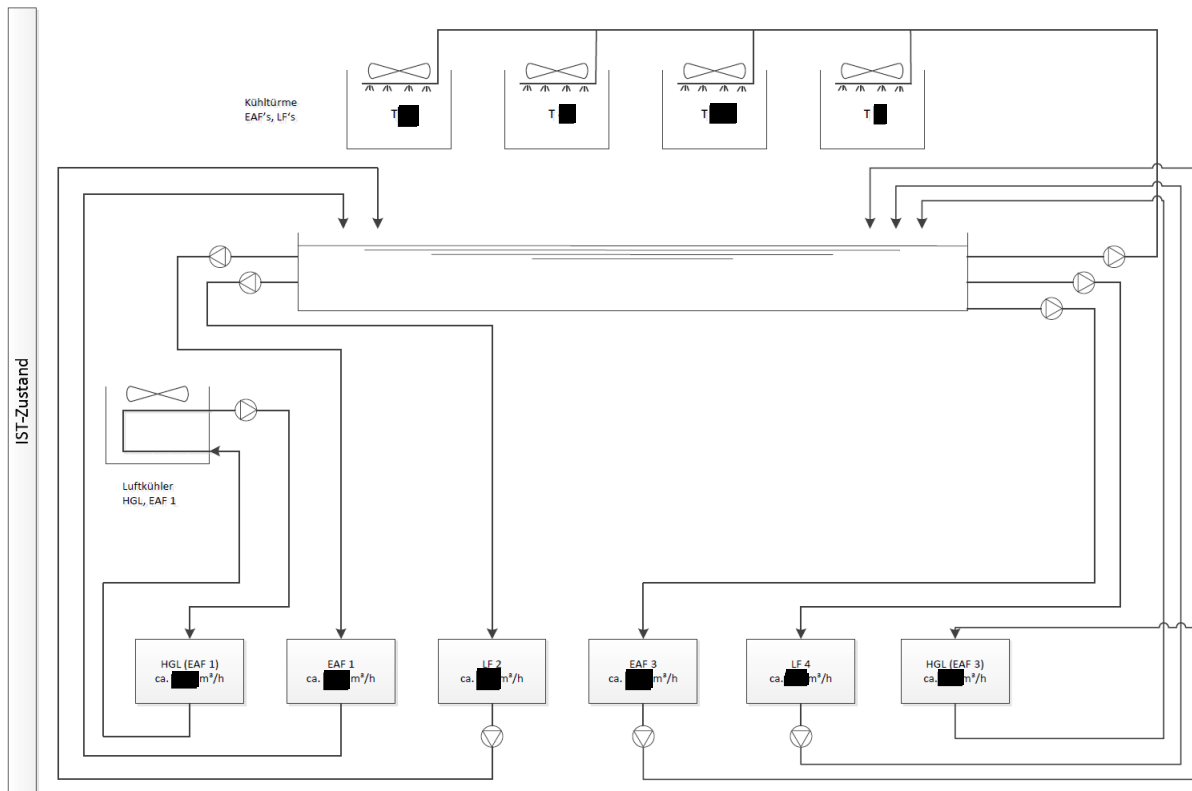 IST-Zustand
Kühltürme
EAF's, LF's
T
T
T
T
Luftkühler
HGL, EAF 1
HGL (EAF 1)
ca. m³/h
EAF 1
ca. m³/h
LF 2
ca. m³/h
EAF 3
ca. m³/h
LF 4
ca. m³/h
HGL (EAF 3)
ca. m³/h